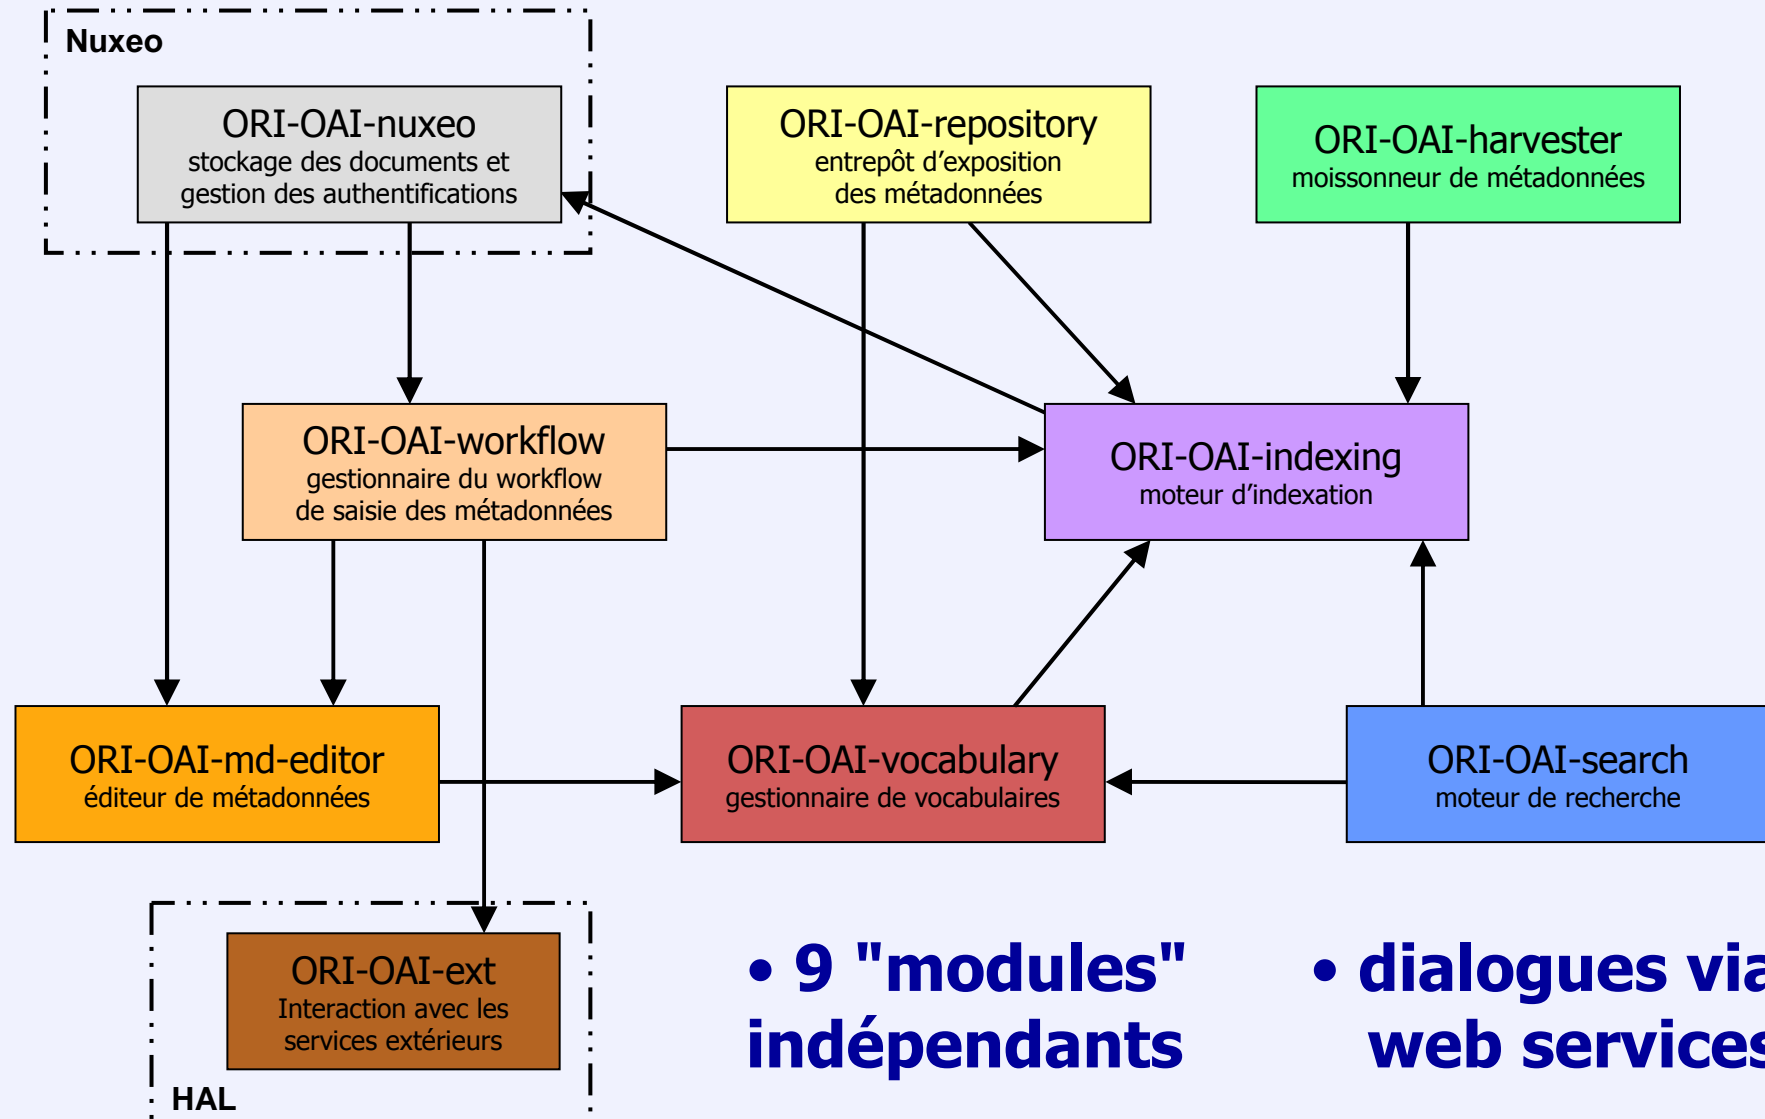 Nuxeo
ORI-OAI-nuxeo
stockage des documents et
gestion des authentifications
ORI-OAI-repository
entrepôt d’exposition
des métadonnées
ORI-OAI-harvester
moissonneur de métadonnées
ORI-OAI-workflow
gestionnaire du workflow
de saisie des métadonnées
ORI-OAI-indexing
moteur d’indexation
ORI-OAI-md-editor
éditeur de métadonnées
ORI-OAI-vocabulary
gestionnaire de vocabulaires
ORI-OAI-search
moteur de recherche
ORI-OAI-ext
Interaction avec les
services extérieurs
HAL
• 9 "modules"
indépendants
• dialogues via
web services